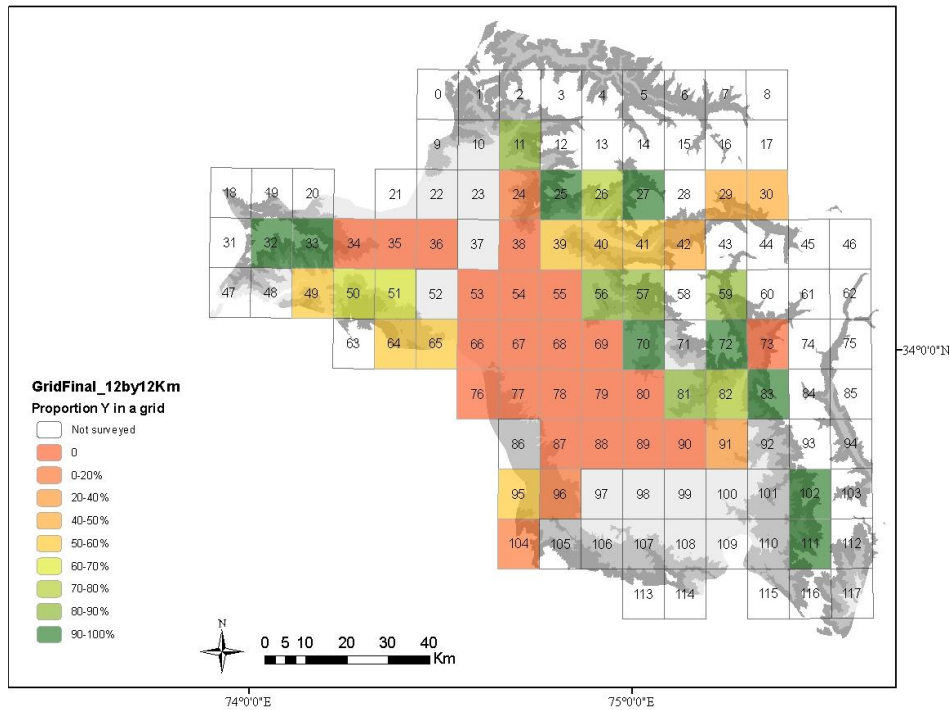 0 1 2 3 4 5 6 7 8
9 10 11 12 13 14 15 16 17
18 19 20 21 22 23 24 25 26 27 28 29 30
31 32 33 34 35 36 37 38 39 40 41 42 43 44 45 46
47 48 49 50 51 52 53 54 55 56 57 58 59 60 61 62
63 64 65 66 67 68 69 70 71 72 73 74 75
34°0'0"N
76 77 78 79 80 81 82 83 84 85
86 87 88 89 90 91 92 93 94
95 96 97 98 99 100 101 102 103
104 105 106 107 108 109 110 111 112
113 114 115 116 117
GridFinal_12by12Km
Proportion Y in a grid
Not surveyed
0
0-20%
20-40%
40-50%
50-60%
60-70%
70-80%
80-90%
90-100%
N
0 5 10 20 30 40
Km
74°0'0"E 75°0'0"E